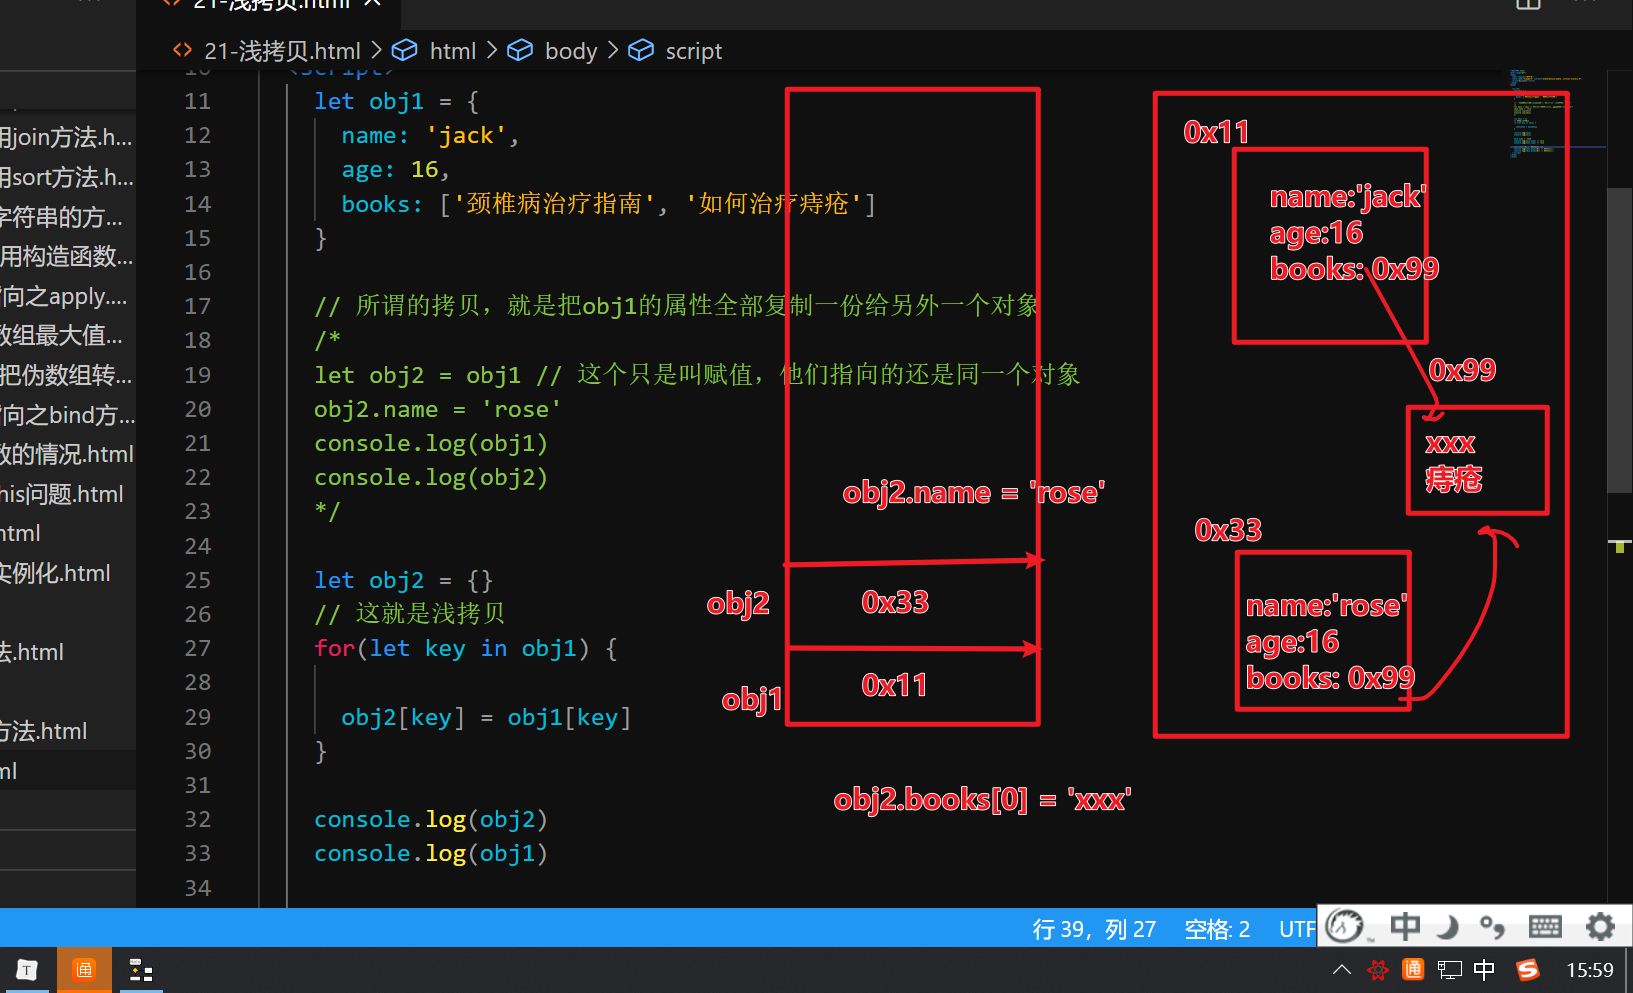 21-浅拷贝.html
21-浅拷贝.html > html > body > script
用join方法.h...
用sort方法.h...
字符串的方...
用构造函数...
向之apply....
数组最大值...
把伪数组转...
向之bind方...
数的情况.html
his问题.html
html
实例化.html
法.html
方法.html
ml
10 <script>
11 let obj1 = {
12 name: 'jack',
13 age: 16,
14 books: ['颈椎病治疗指南', '如何治疗痔疮']
15 }
16
17 // 所谓的拷贝，就是把obj1的属性全部复制一份给另外一个对象
18 /*
19 let obj2 = obj1 // 这个只是叫赋值，他们指向的还是同一个对象
20 obj2.name = 'rose'
21 console.log(obj1)
22 console.log(obj2)
23 */
24
25 let obj2 = {}
26 // 这就是浅拷贝
27 for(let key in obj1) {
28
29 obj2[key] = obj1[key]
30 }
31
32 console.log(obj2)
33 console.log(obj1)
34
obj2.name = 'rose'
obj2 0x33
obj1 0x11
obj2.books[0] = 'xxx'
0x11
name:'jack'
age:16
books: 0x99
0x99
xxx
痔疮
0x33
name:'rose'
age:16
books: 0x99
行 39，列 27 空格: 2 UTF
中
T 通 通 中 S 15:59